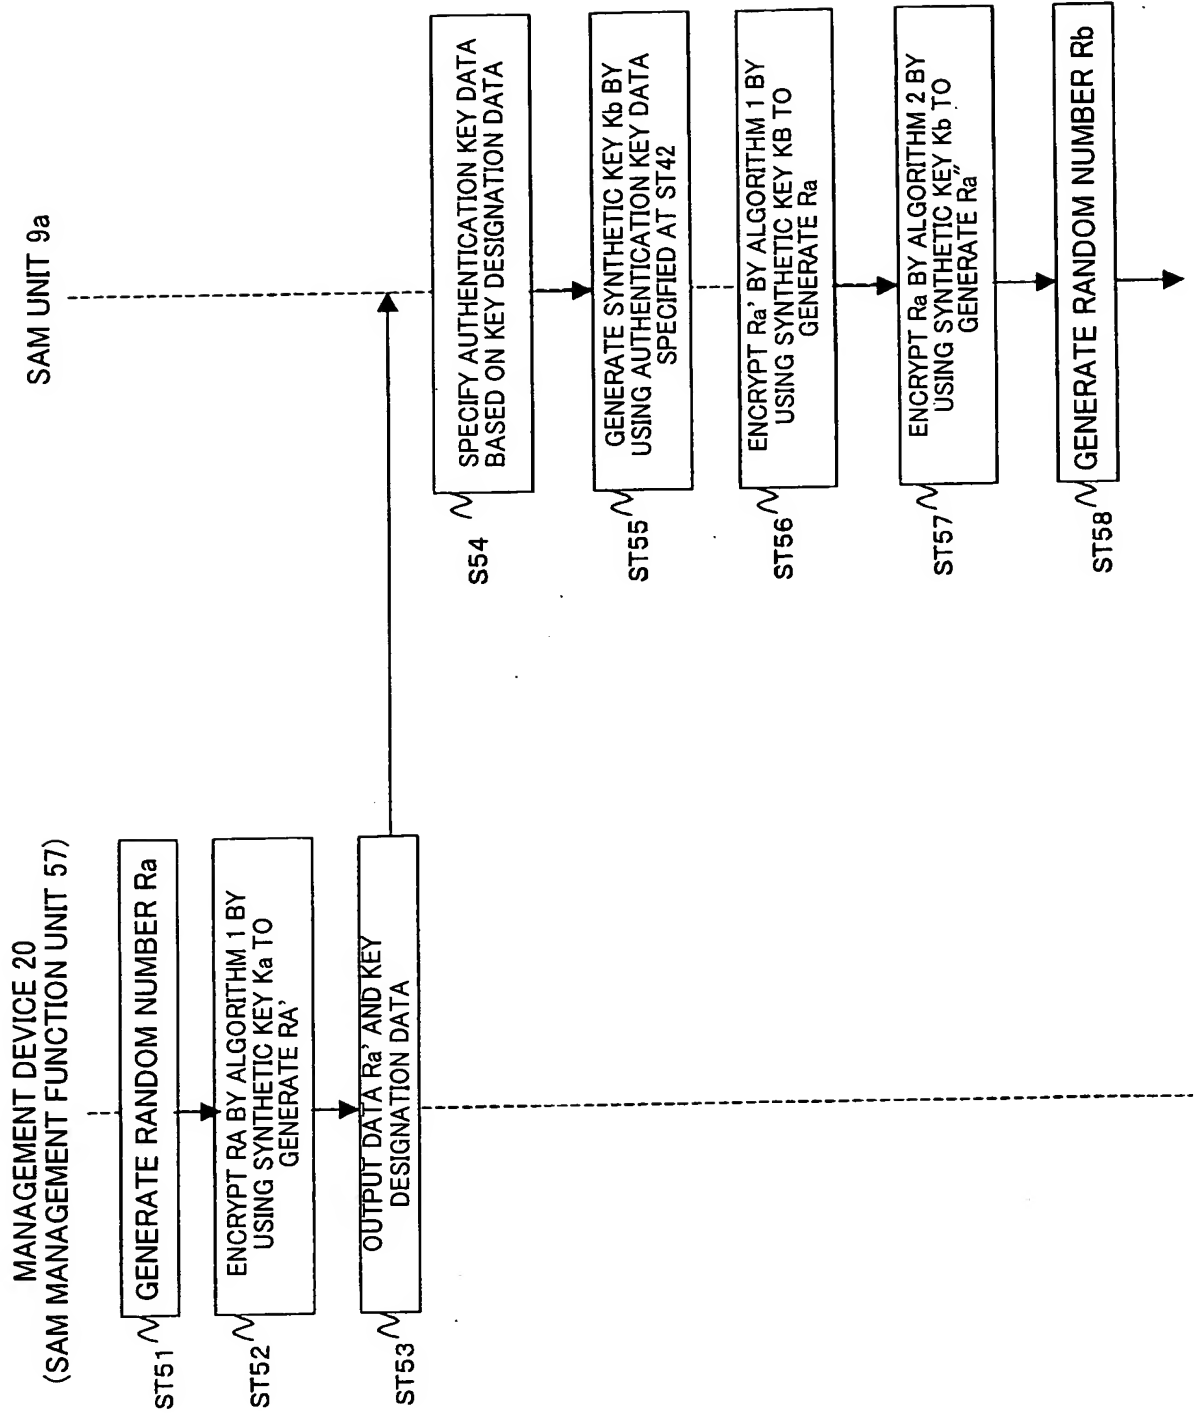 MANAGEMENT DEVICE 20
(SAM MANAGEMENT FUNCTION UNIT 57)
SAM UNIT 9a
ST51
GENERATE RANDOM NUMBER Ra
ST52
ENCRYPT RA BY ALGORITHM 1 BY
USING SYNTHETIC KEY Ka TO
GENERATE RA'
ST53
OUTPUT DATA Ra' AND KEY
DESIGNATION DATA
S54
SPECIFY AUTHENTICATION KEY DATA
BASED ON KEY DESIGNATION DATA
ST55
GENERATE SYNTHETIC KEY Kb BY
USING AUTHENTICATION KEY DATA
SPECIFIED AT ST42
ST56
ENCRYPT Ra' BY ALGORITHM 1 BY
USING SYNTHETIC KEY KB TO
GENERATE Ra
ST57
ENCRYPT Ra BY ALGORITHM 2 BY
USING SYNTHETIC KEY Kb TO
GENERATE Ra"
ST58
GENERATE RANDOM NUMBER Rb